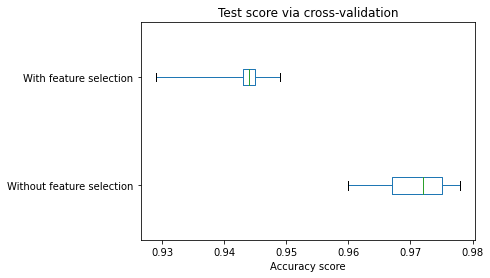 Test score via cross-validation
With feature selection
Without feature selection
0.93 0.94 0.95 0.96 0.97 0.98
Accuracy score